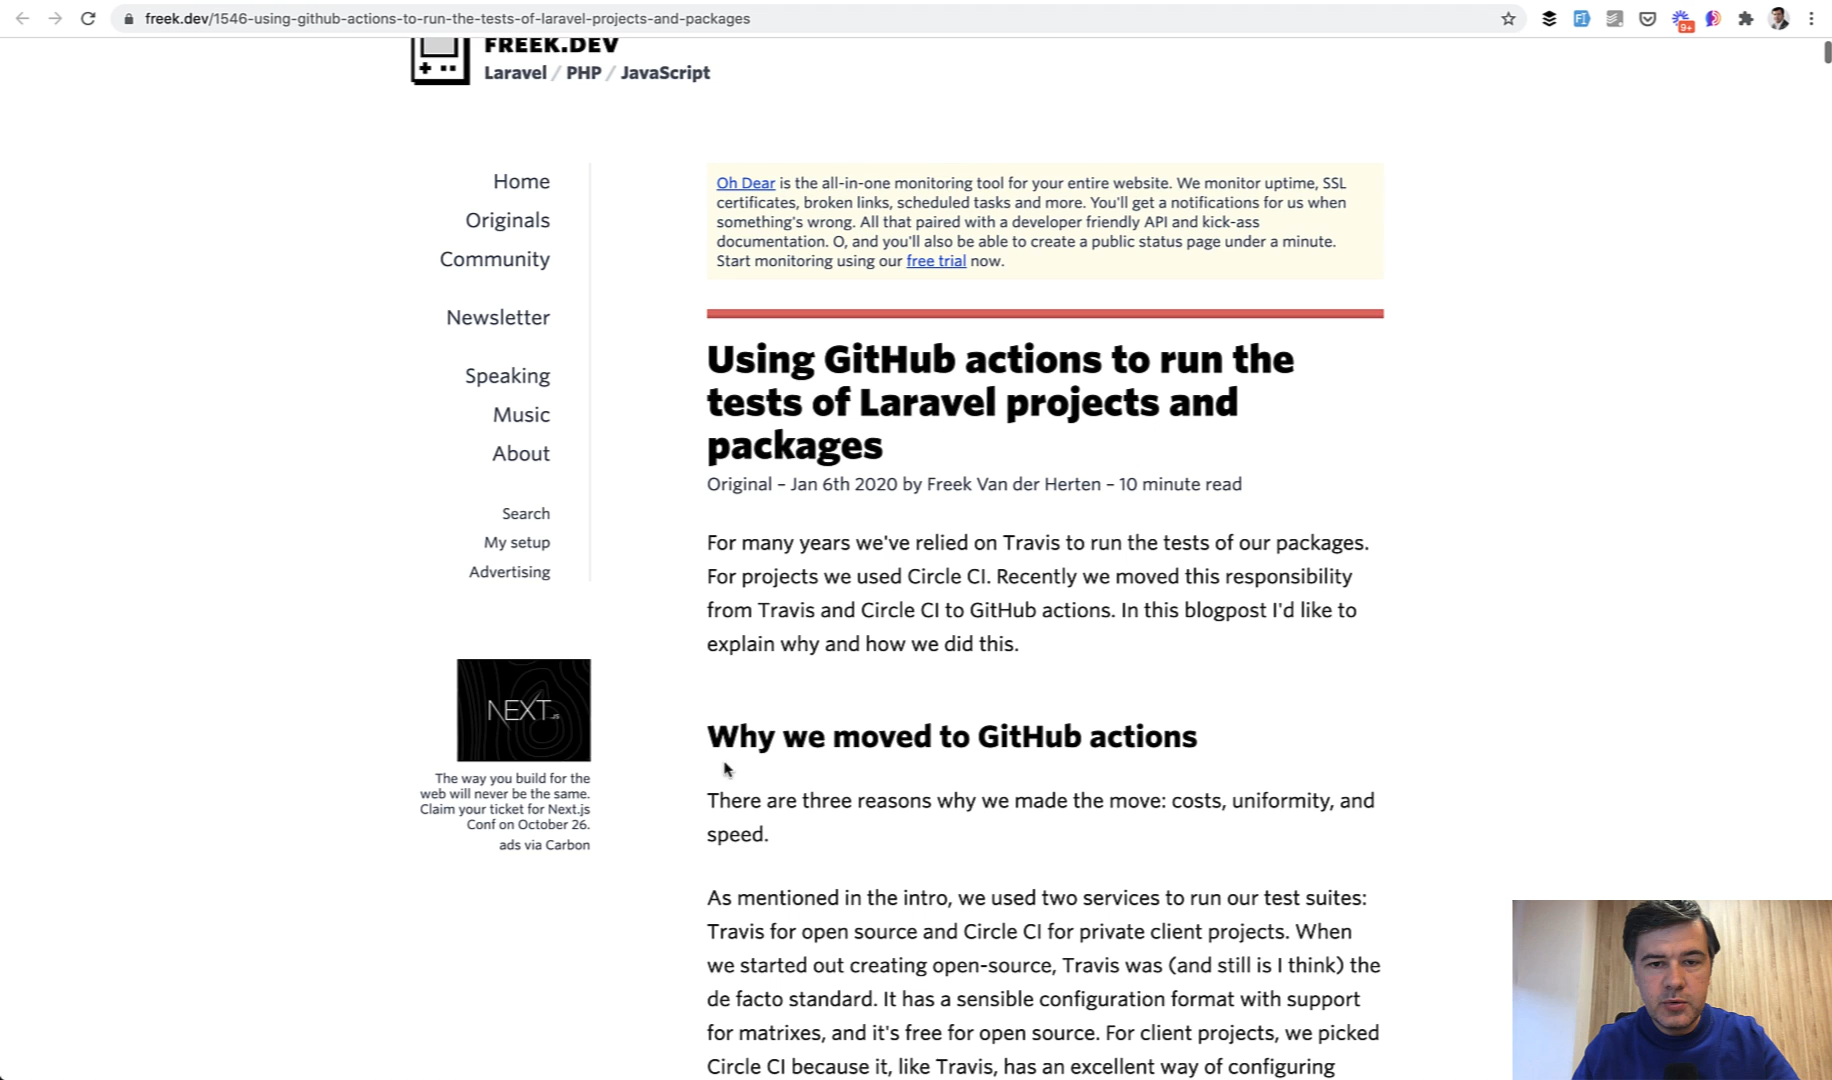 freek.dev/1546-using-github-actions-to-run-the-tests-of-laravel-projects-and-packages
9+
FREEK.DEV
Laravel / PHP / JavaScript
Home
Originals
Community
Newsletter
Speaking
Music
About
Search
My setup
Advertising
NEXT.JS
The way you build for the
web will never be the same.
Claim your ticket for Next.js
Conf on October 26.
ads via Carbon
Oh Dear is the all-in-one monitoring tool for your entire website. We monitor uptime, SSL
certificates, broken links, scheduled tasks and more. You'll get a notifications for us when
something's wrong. All that paired with a developer friendly API and kick-ass
documentation. O, and you'll also be able to create a public status page under a minute.
Start monitoring using our free trial now.
Using GitHub actions to run the
tests of Laravel projects and
packages
Original – Jan 6th 2020 by Freek Van der Herten – 10 minute read
For many years we've relied on Travis to run the tests of our packages.
For projects we used Circle CI. Recently we moved this responsibility
from Travis and Circle CI to GitHub actions. In this blogpost I'd like to
explain why and how we did this.
Why we moved to GitHub actions
There are three reasons why we made the move: costs, uniformity, and
speed.
As mentioned in the intro, we used two services to run our test suites:
Travis for open source and Circle CI for private client projects. When
we started out creating open-source, Travis was (and still is I think) the
de facto standard. It has a sensible configuration format with support
for matrixes, and it's free for open source. For client projects, we picked
Circle CI because it, like Travis, has an excellent way of configuring